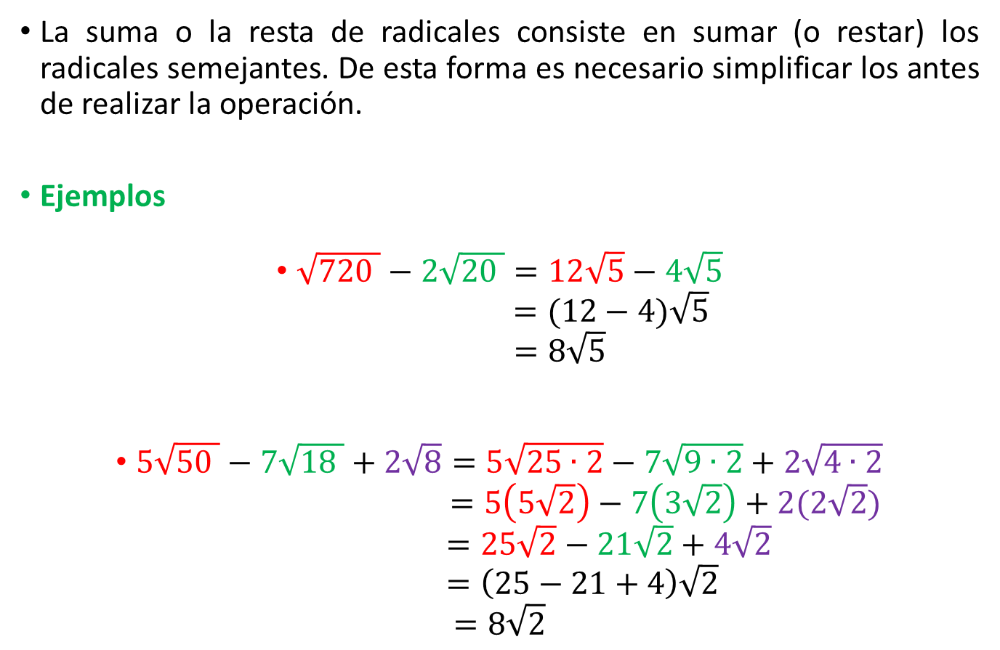 • La suma o la resta de radicales consiste en sumar (o restar) los
radicales semejantes. De esta forma es necesario simplificar los antes
de realizar la operación.
• Ejemplos
• √720 − 2√20 = 12√5 − 4√5
= (12 − 4)√5
= 8√5
• 5√50 − 7√18 + 2√8 = 5√(25 · 2) − 7√(9 · 2) + 2√(4 · 2)
= 5(5√2) − 7(3√2) + 2(2√2)
= 25√2 − 21√2 + 4√2
= (25 − 21 + 4)√2
= 8√2